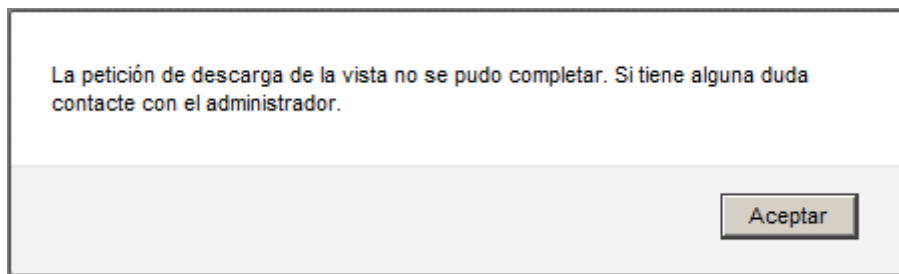 La petición de descarga de la vista no se pudo completar. Si tiene alguna duda
contacte con el administrador.
Aceptar